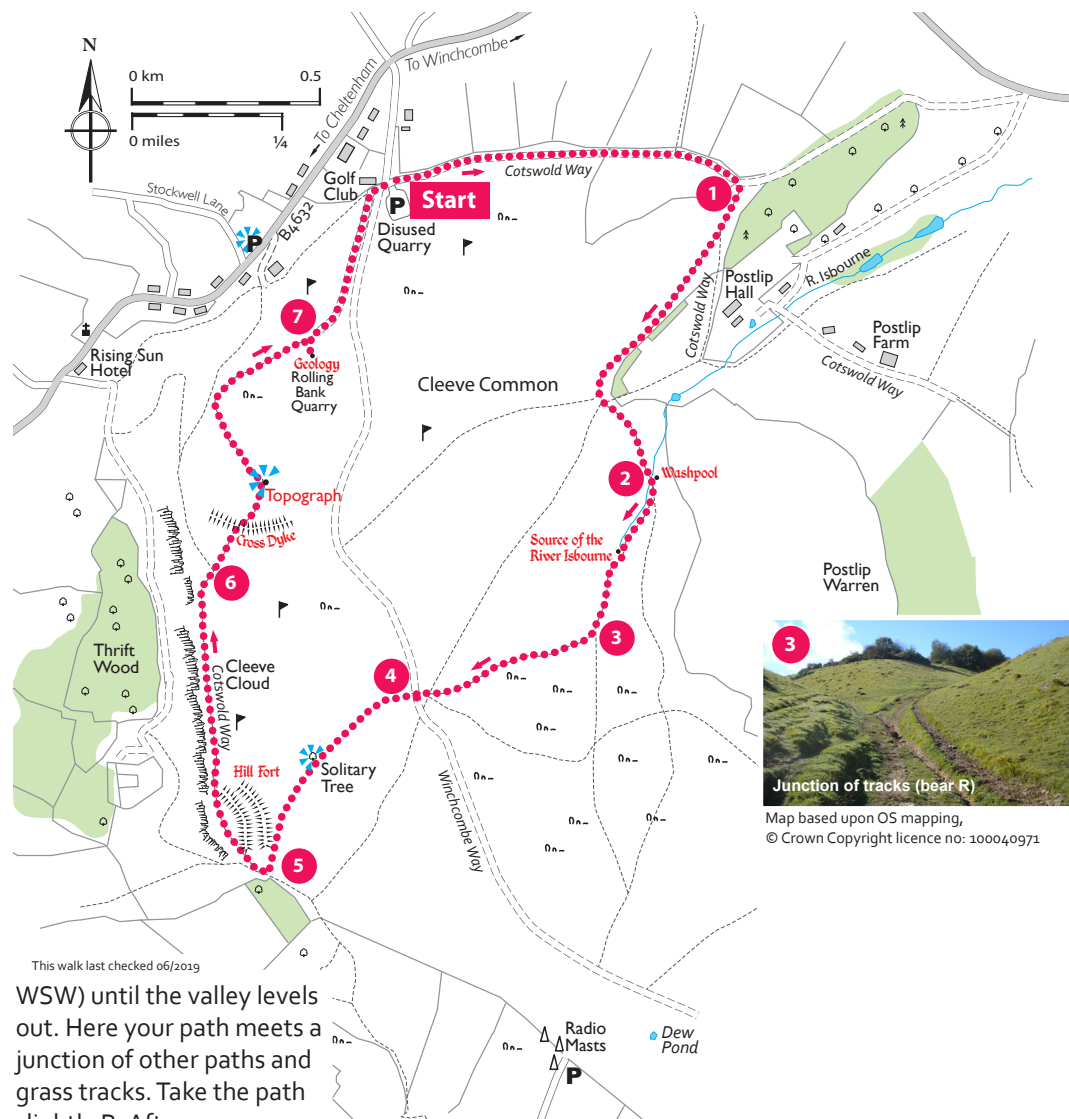 N
0 km 0.5
0 miles ¼
To Winchcombe
To Cheltenham
Stockwell Lane
B4632
Golf
Club
P
Start
Disused
Quarry
Cotswold Way
1
P
7
Geology
Rolling
Bank
Quarry
Rising Sun
Hotel
Cleeve Common
Cotswold Way
Postlip
Hall
R. Isbourne
Postlip
Farm
Cotswold Way
2
Washpool
Topograph
Cross Dyke
Source of the
River Isbourne
6
Postlip
Warren
Thrift
Wood
Cleeve
Cloud
Cotswold Way
3
4
Solitary
Tree
Hill Fort
5
Winchcombe Way
3
Junction of tracks (bear R)
Map based upon OS mapping,
© Crown Copyright licence no: 100040971
Radio
Masts
P
Dew
Pond
This walk last checked 06/2019
WSW) until the valley levels
out. Here your path meets a
junction of other paths and
grass tracks. Take the path